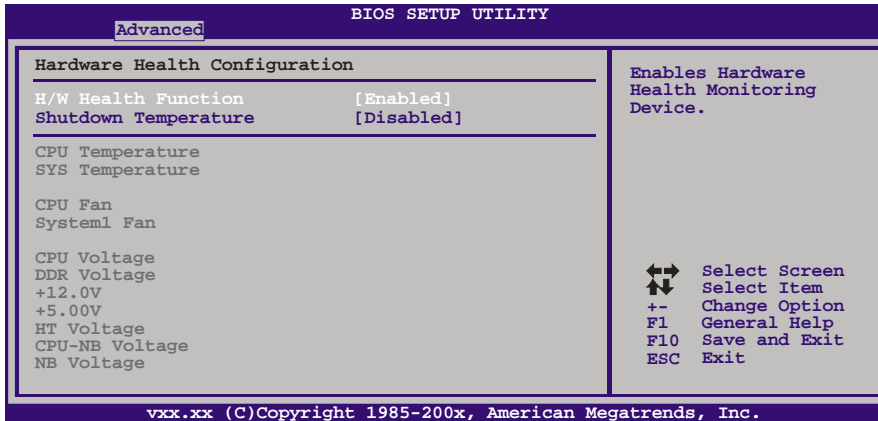 BIOS SETUP UTILITY
Advanced
Hardware Health Configuration
H/W Health Function [Enabled]
Shutdown Temperature [Disabled]
CPU Temperature
SYS Temperature
CPU Fan
System1 Fan
CPU Voltage
DDR Voltage
+12.0V
+5.00V
HT Voltage
CPU-NB Voltage
NB Voltage
Enables Hardware
Health Monitoring
Device.
Select Screen
Select Item
+- Change Option
F1 General Help
F10 Save and Exit
ESC Exit
vxx.xx (C)Copyright 1985-200x, American Megatrends, Inc.